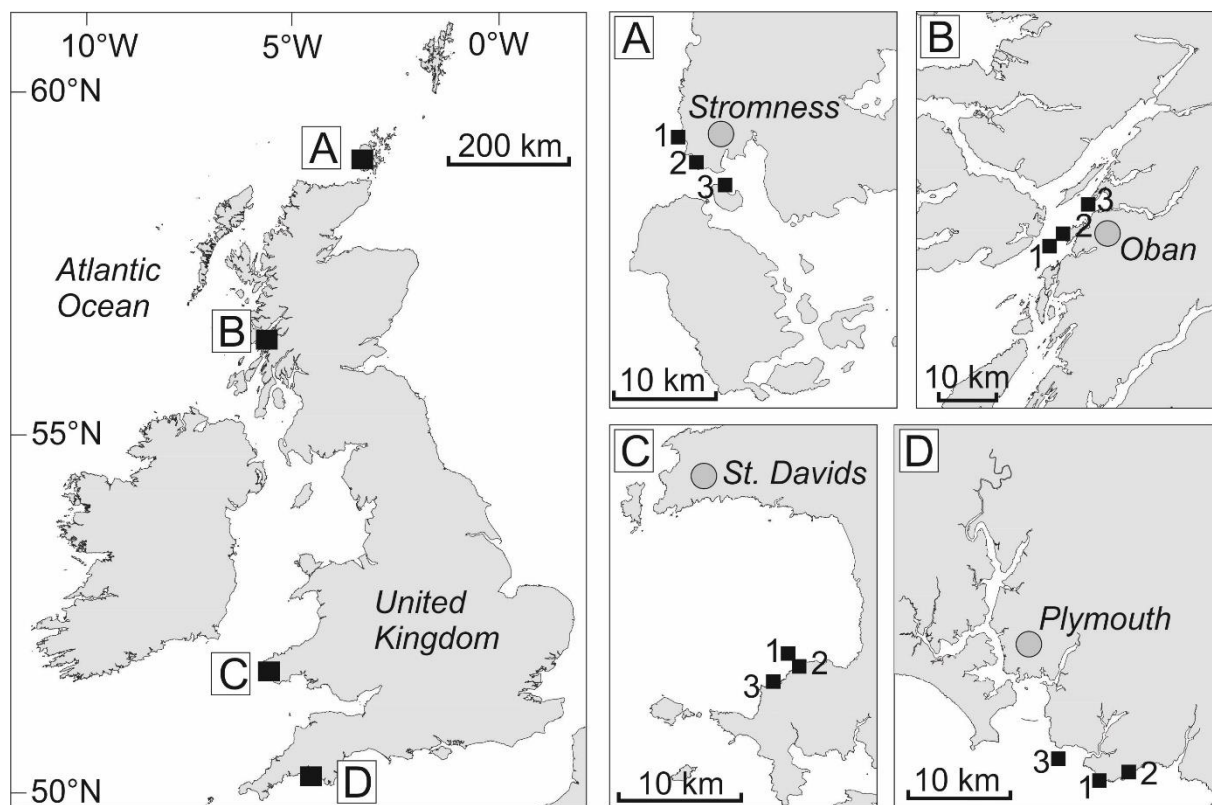 10°W
5°W
0°W
60°N
A
200 km
Atlantic
Ocean
B
55°N
United
Kingdom
C
D
50°N
A
Stromness
1
2
3
10 km
B
3
2
1
Oban
10 km
C
St. Davids
1
2
3
10 km
D
Plymouth
3
1
2
10 km